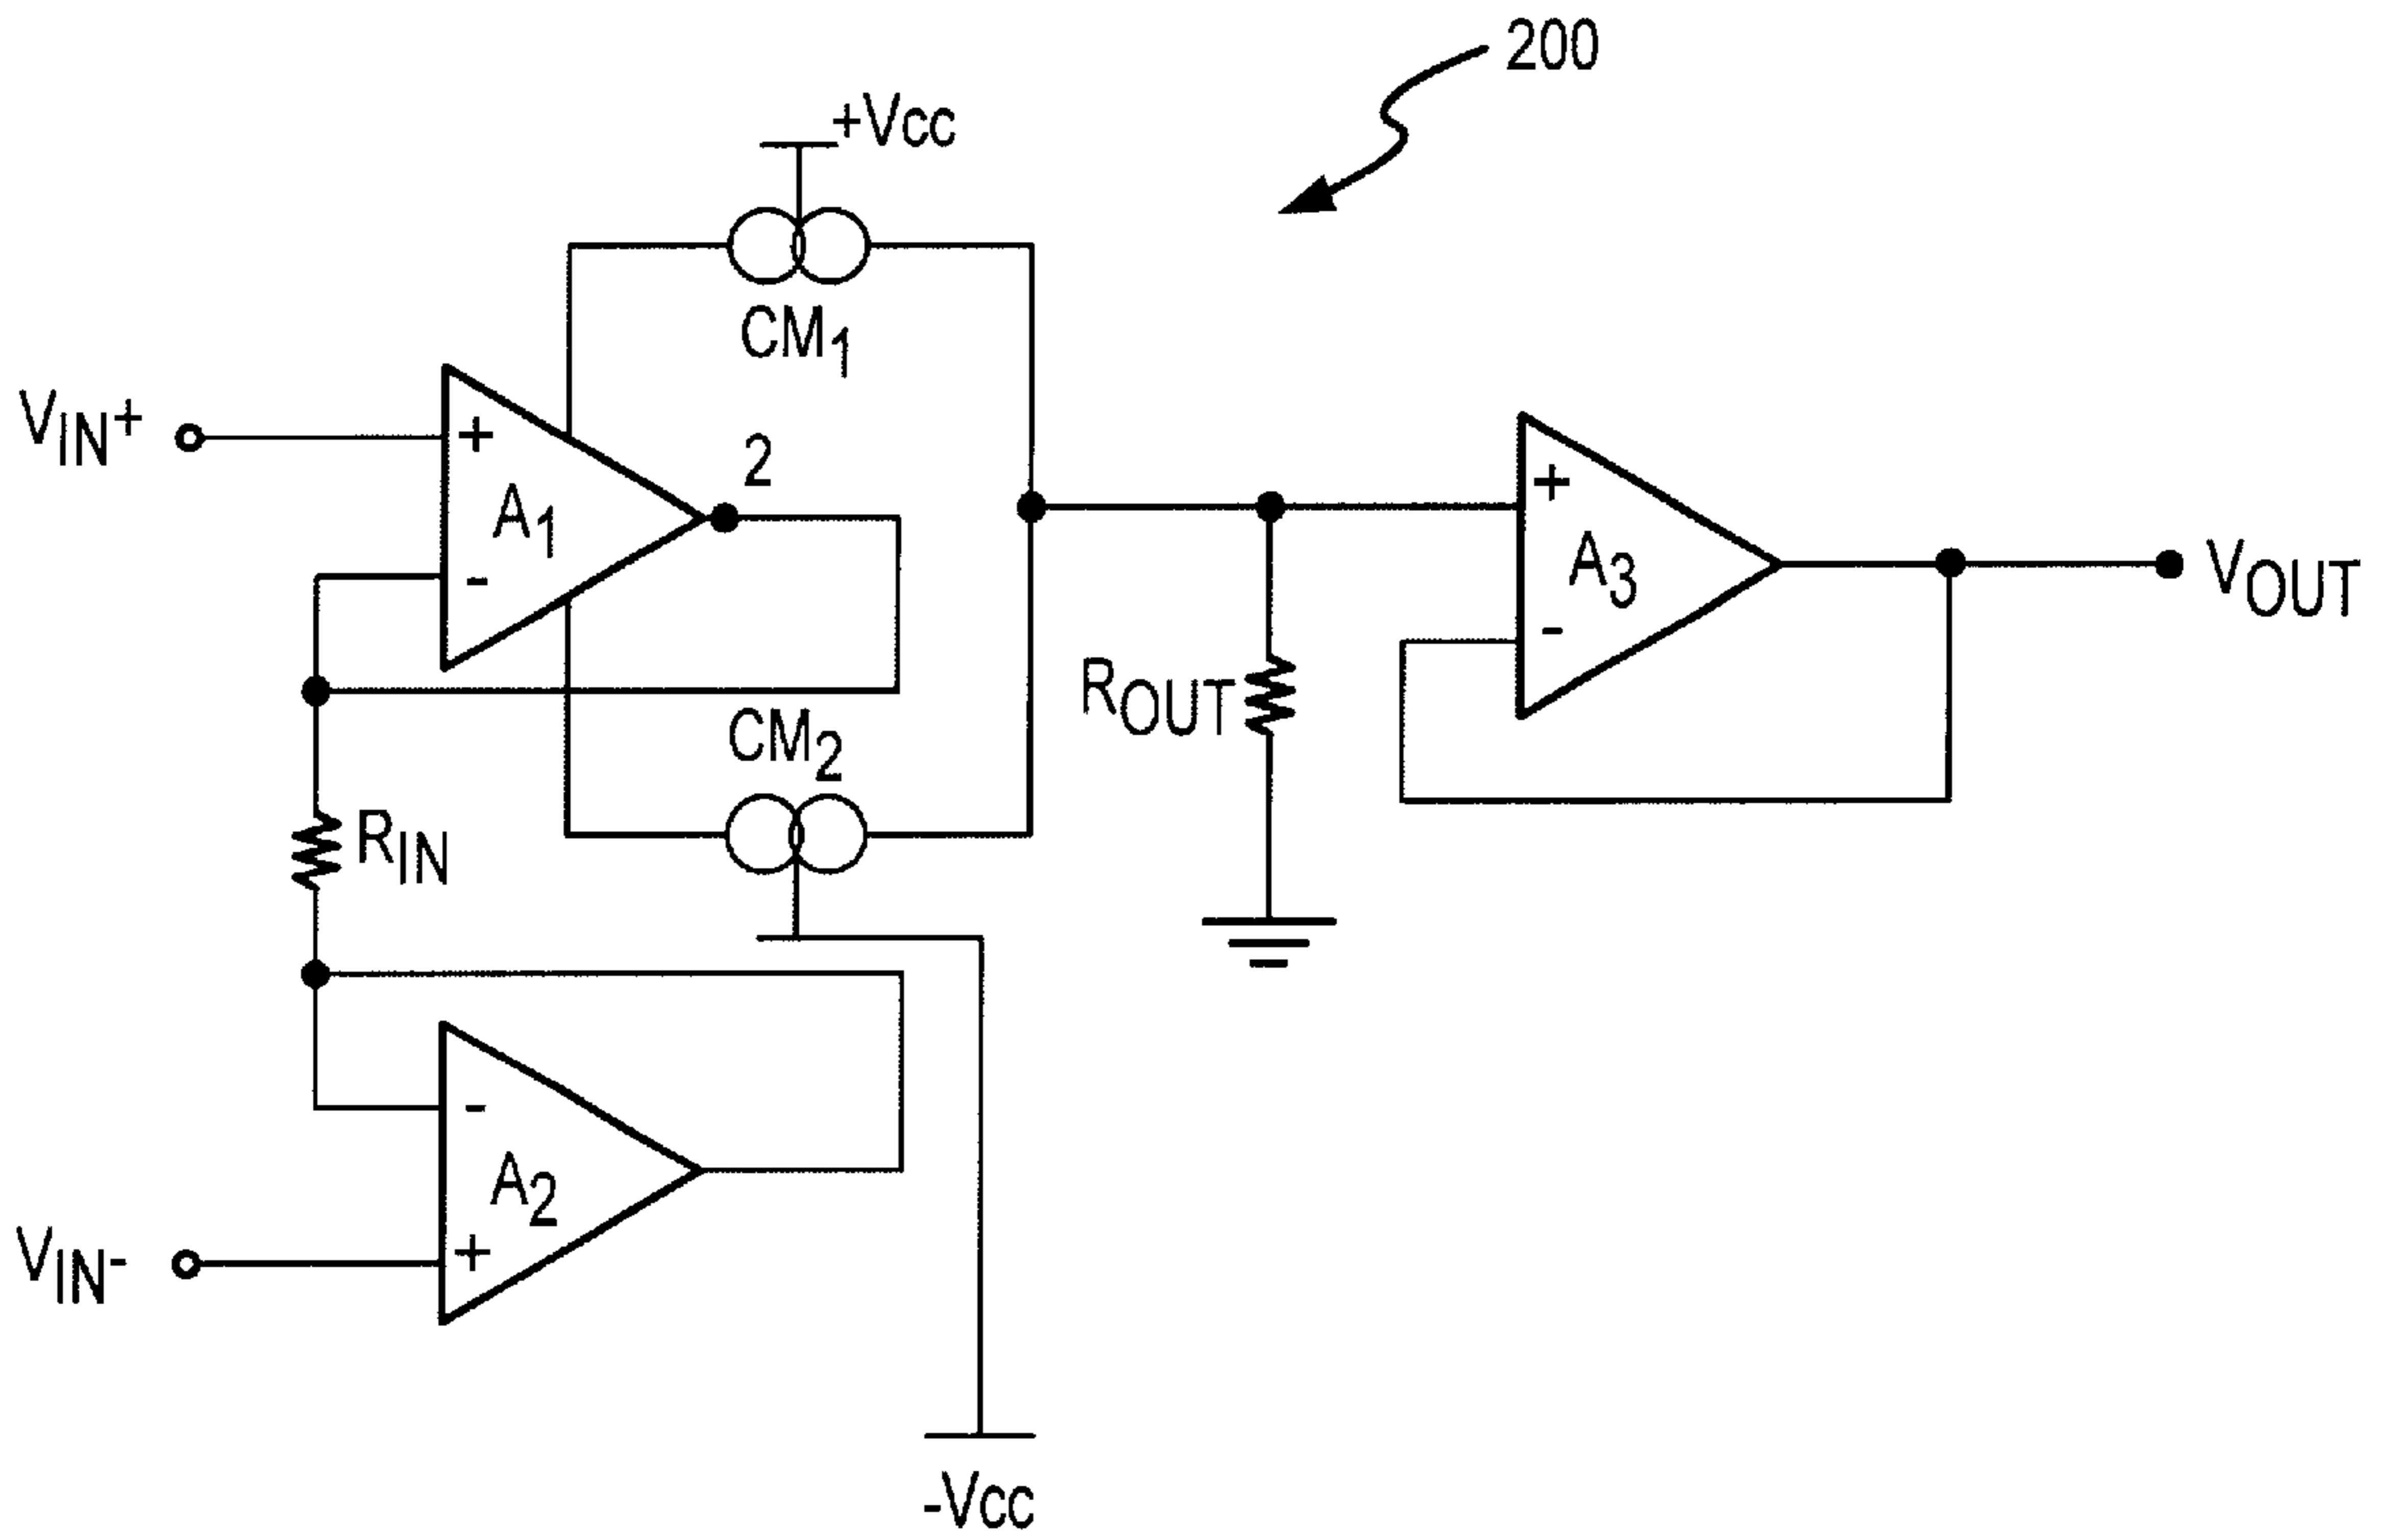 200
+Vcc
CM1
VIN+
+
A1
-
2
+
A3
-
VOUT
ROUT
CM2
RIN
-
A2
+
VIN-
-Vcc